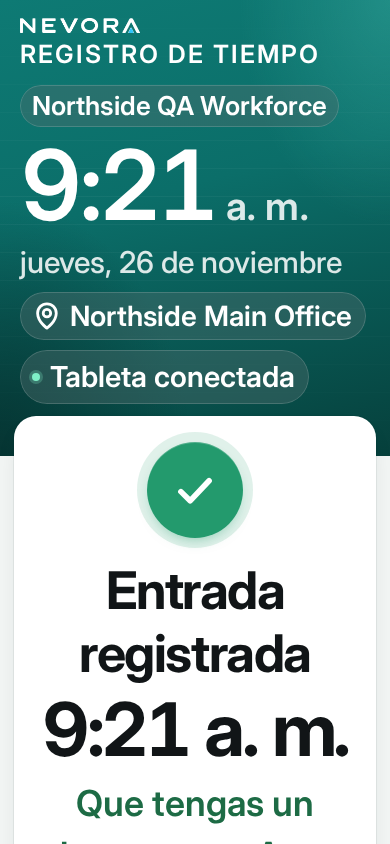 NEVORA
REGISTRO DE TIEMPO
Northside QA Workforce
9:21 a. m.
jueves, 26 de noviembre
Northside Main Office
Tableta conectada
Entrada
registrada
9:21 a. m.
Que tengas un